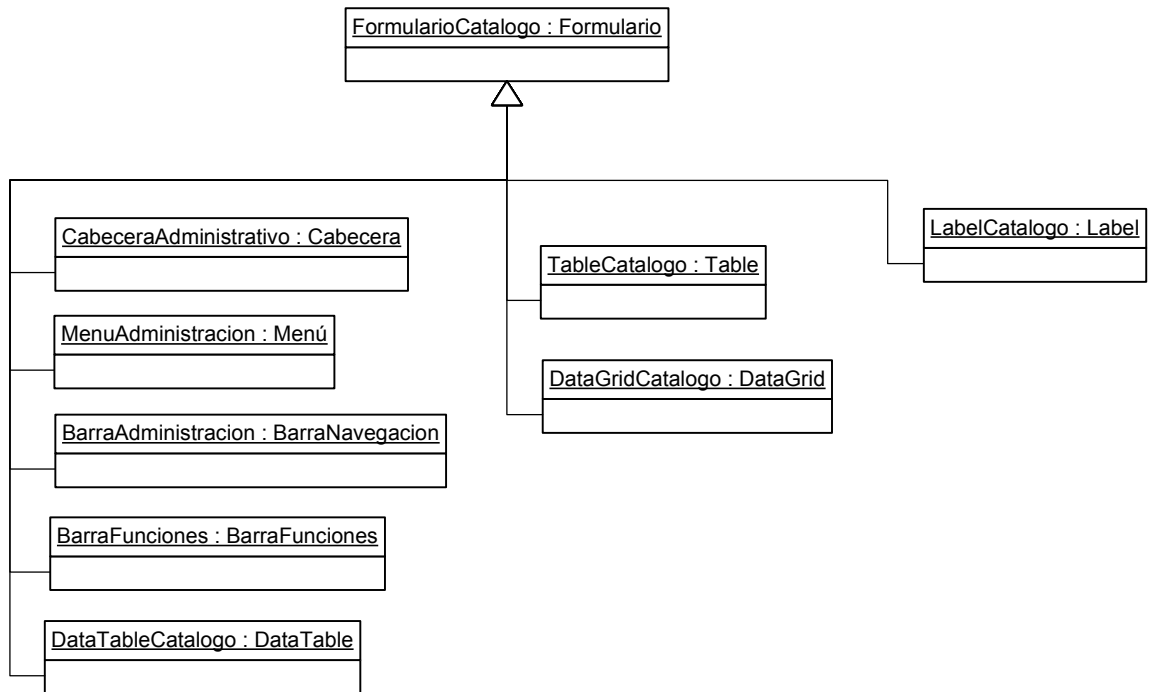 FormularioCatalogo : Formulario
CabeceraAdministrativo : Cabecera
MenuAdministracion : Menú
BarraAdministracion : BarraNavegacion
BarraFunciones : BarraFunciones
DataTableCatalogo : DataTable
TableCatalogo : Table
DataGridCatalogo : DataGrid
LabelCatalogo : Label